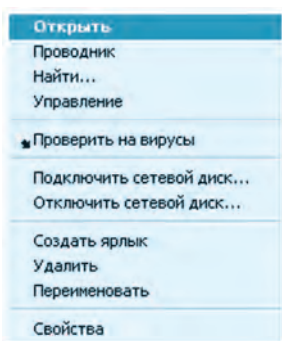 Открыть
Проводник
Найти...
Управление
Проверить на вирусы
Подключить сетевой диск...
Отключить сетевой диск...
Создать ярлык
Удалить
Переименовать
Свойства